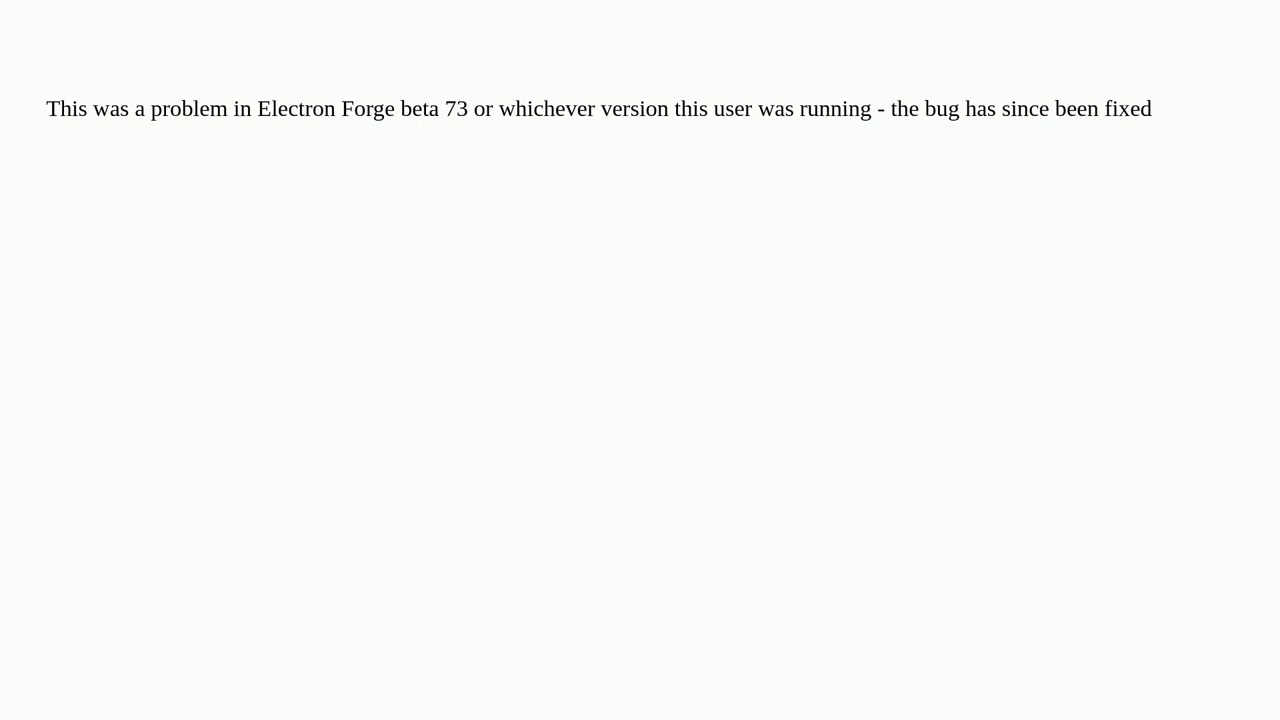 This was a problem in Electron Forge beta 73 or whichever version this user was running - the bug has since been fixed